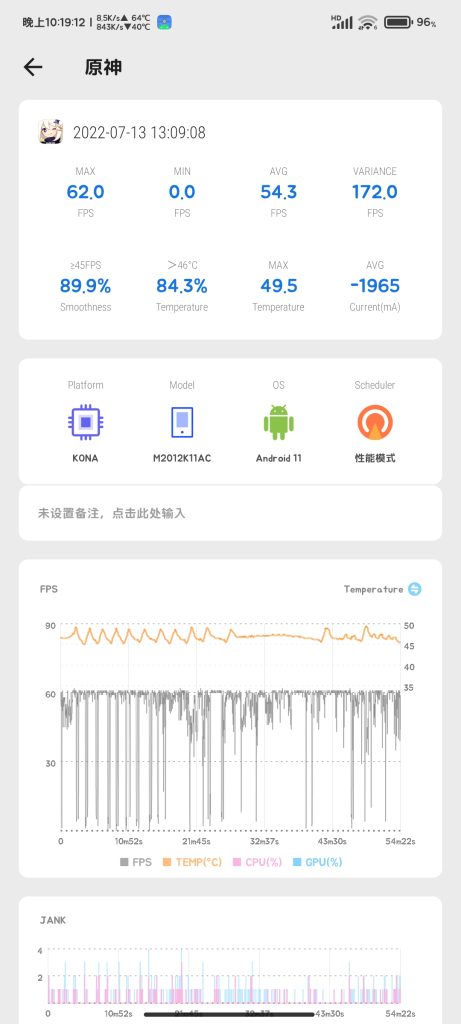 晚上10:19:12 | 8.5K/s▲ 64℃
843K/s▼40℃
HD
96%
原神
2022-07-13 13:09:08
MAX MIN AVG VARIANCE
62.0 0.0 54.3 172.0
FPS FPS FPS FPS
≥45FPS >46°C MAX AVG
89.9% 84.3% 49.5 -1965
Smoothness Temperature Temperature Current(mA)
Platform Model OS Scheduler
KONA M2012K11AC Android 11 性能模式
未设置备注，点击此处输入
FPS Temperature
90 50
45
40
60 35
30
0 10m52s 21m45s 32m37s 43m30s 54m22s
FPS TEMP(°C) CPU(%) GPU(%)
JANK
4
2
0 10m52s 21m45s 32m37s 43m30s 54m22s